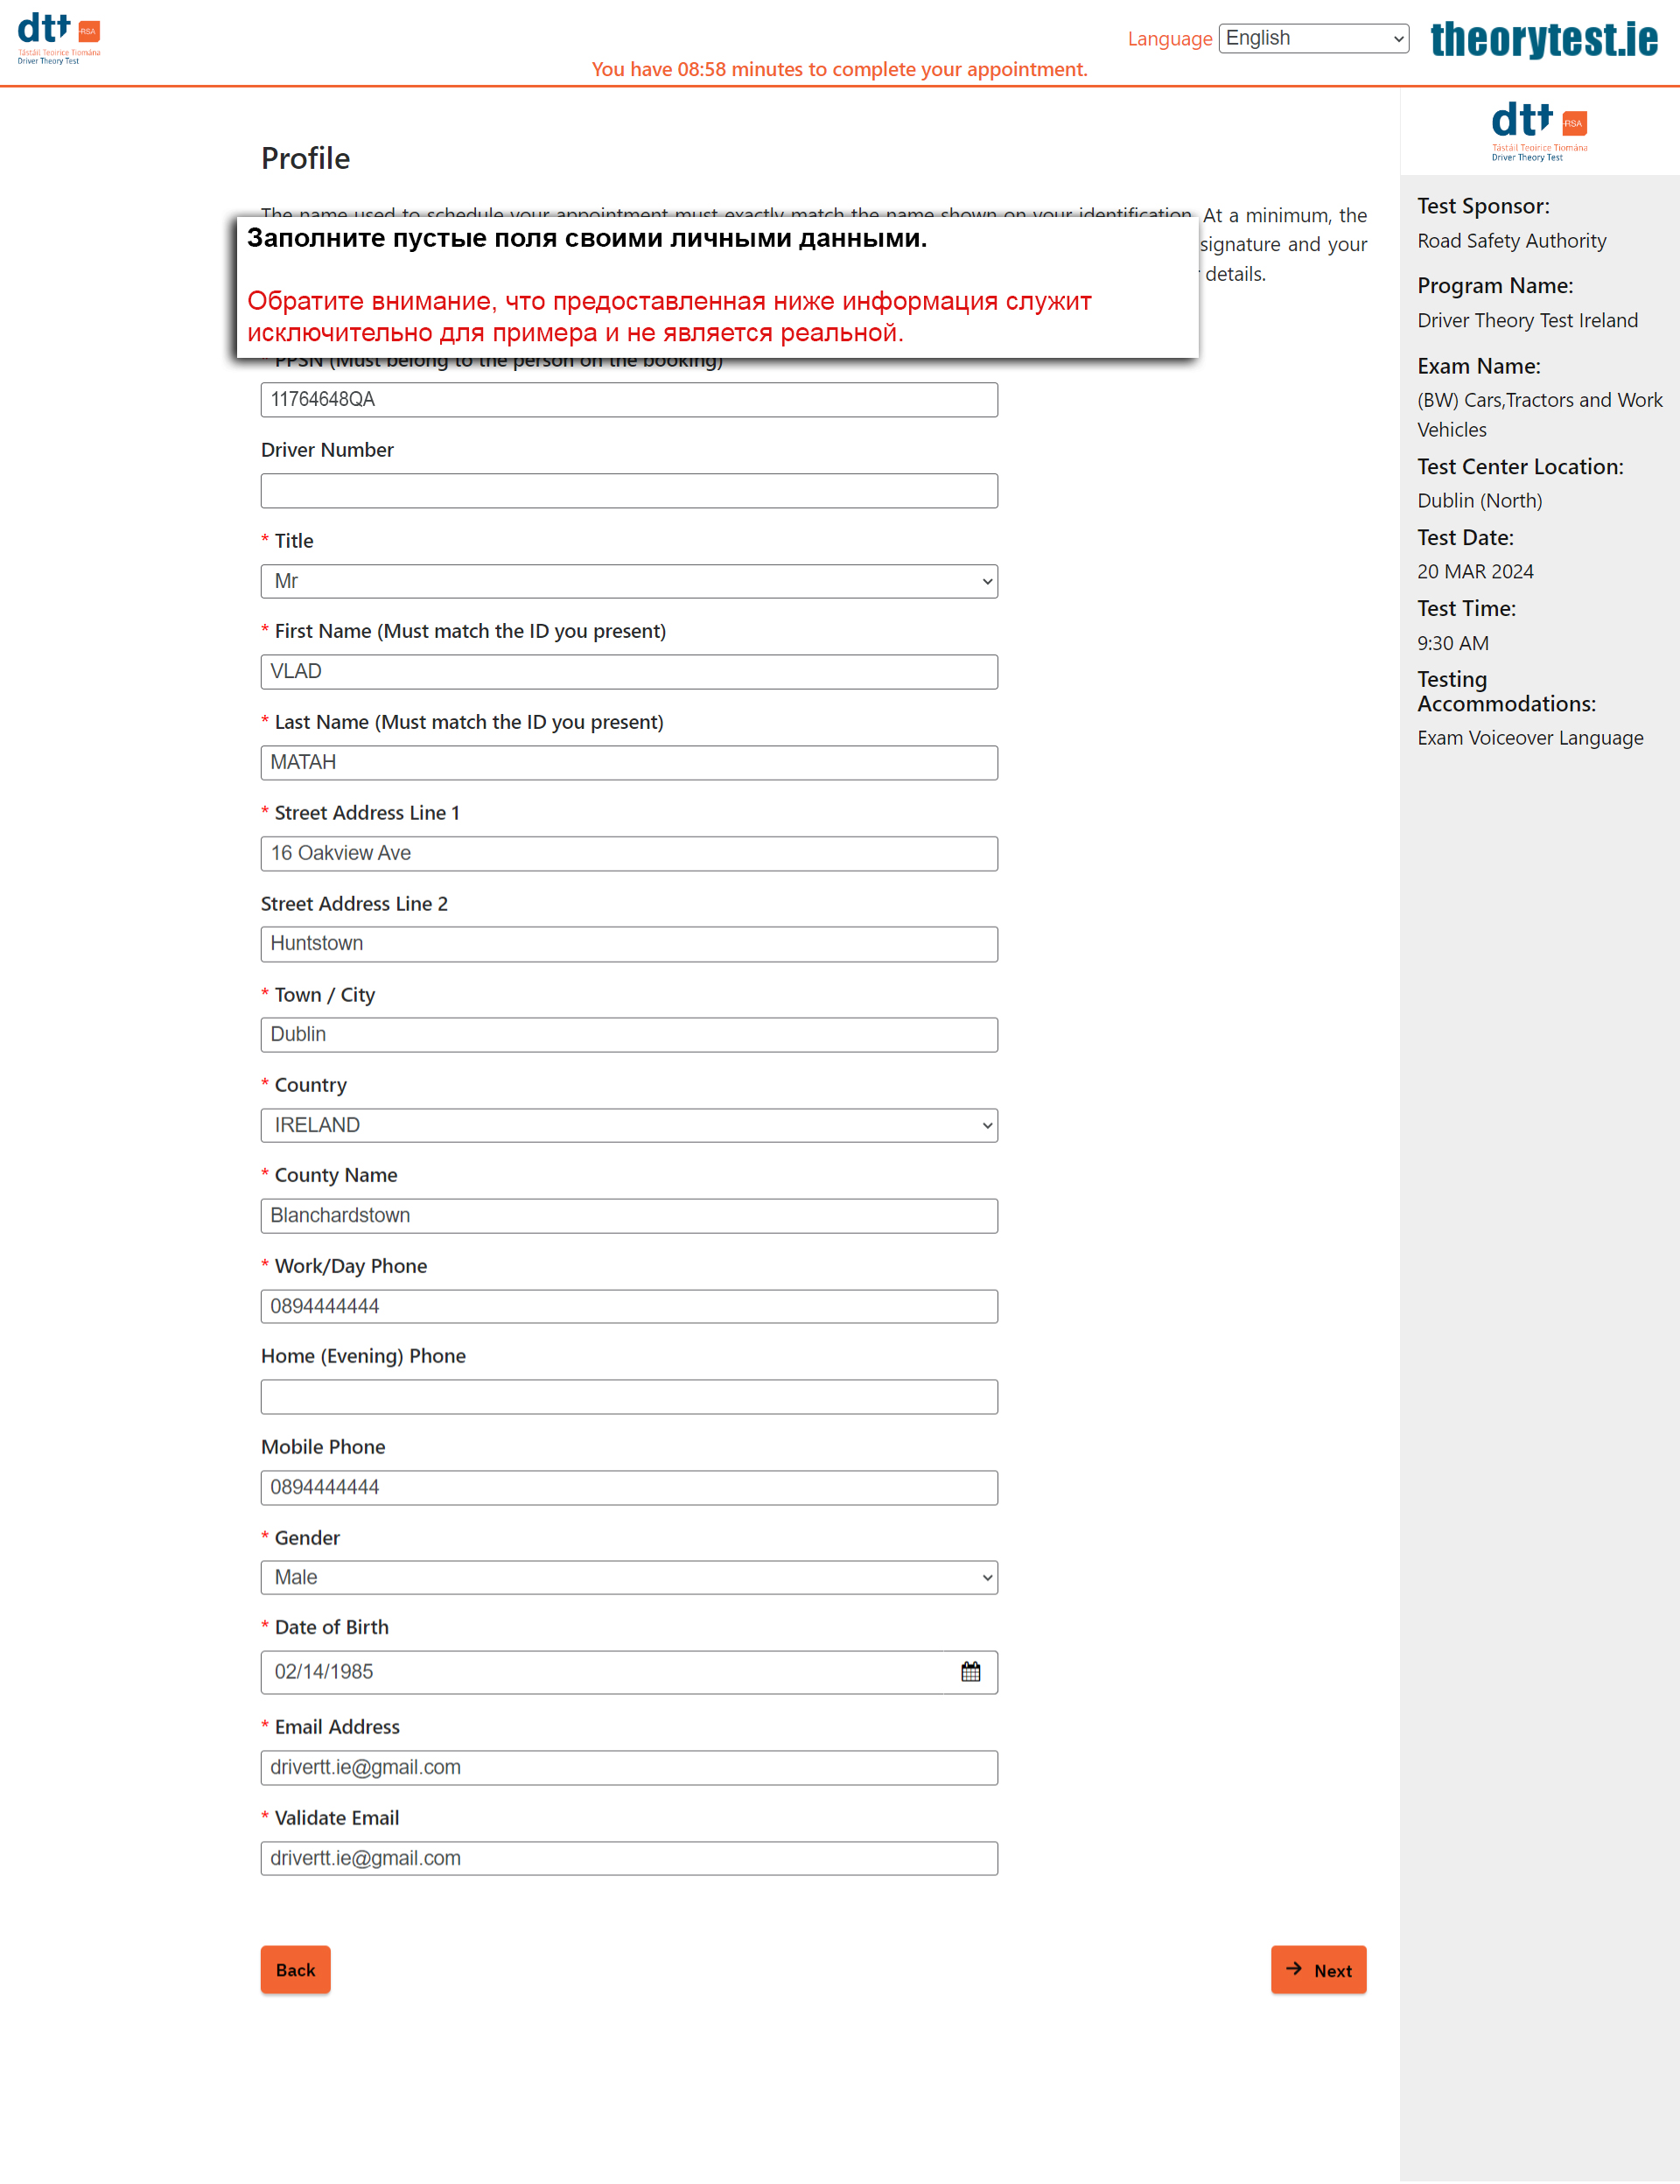 dtt RSA
Tástáil Teoirice Tiomána
Driver Theory Test
Language English
theorytest.ie
You have 08:58 minutes to complete your appointment.
Profile
The name used to schedule your appointment must exactly match the name shown on your identification. At a minimum, the
signature and your
details.
Заполните пустые поля своими личными данными.
Обратите внимание, что предоставленная ниже информация служит
исключительно для примера и не является реальной.
* PPSN (Must belong to the person on the booking)
11764648QA
Driver Number
* Title
Mr
* First Name (Must match the ID you present)
VLAD
* Last Name (Must match the ID you present)
MATAH
* Street Address Line 1
16 Oakview Ave
Street Address Line 2
Huntstown
* Town / City
Dublin
* Country
IRELAND
* County Name
Blanchardstown
* Work/Day Phone
0894444444
Home (Evening) Phone
Mobile Phone
0894444444
* Gender
Male
* Date of Birth
02/14/1985
* Email Address
drivertt.ie@gmail.com
* Validate Email
drivertt.ie@gmail.com
Back
→ Next
dtt RSA
Tástáil Teoirice Tiomána
Driver Theory Test
Test Sponsor:
Road Safety Authority
Program Name:
Driver Theory Test Ireland
Exam Name:
(BW) Cars,Tractors and Work
Vehicles
Test Center Location:
Dublin (North)
Test Date:
20 MAR 2024
Test Time:
9:30 AM
Testing
Accommodations:
Exam Voiceover Language